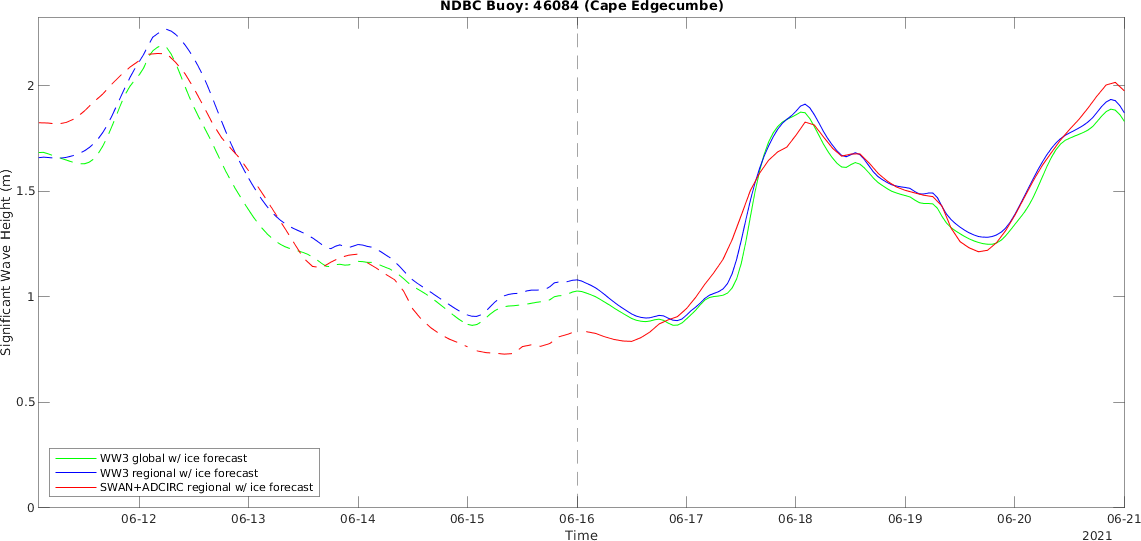 NDBC Buoy: 46084 (Cape Edgecumbe)
Significant Wave Height (m)
2
1.5
1
0.5
0
WW3 global w/ ice forecast
WW3 regional w/ ice forecast
SWAN+ADCIRC regional w/ ice forecast
06-12 06-13 06-14 06-15 06-16 06-17 06-18 06-19 06-20 06-21
Time
2021